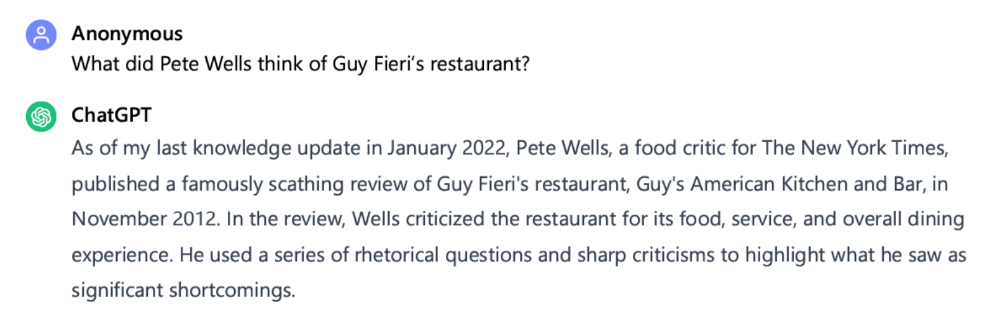 Anonymous
What did Pete Wells think of Guy Fieri’s restaurant?
ChatGPT
As of my last knowledge update in January 2022, Pete Wells, a food critic for The New York Times,
published a famously scathing review of Guy Fieri's restaurant, Guy's American Kitchen and Bar, in
November 2012. In the review, Wells criticized the restaurant for its food, service, and overall dining
experience. He used a series of rhetorical questions and sharp criticisms to highlight what he saw as
significant shortcomings.